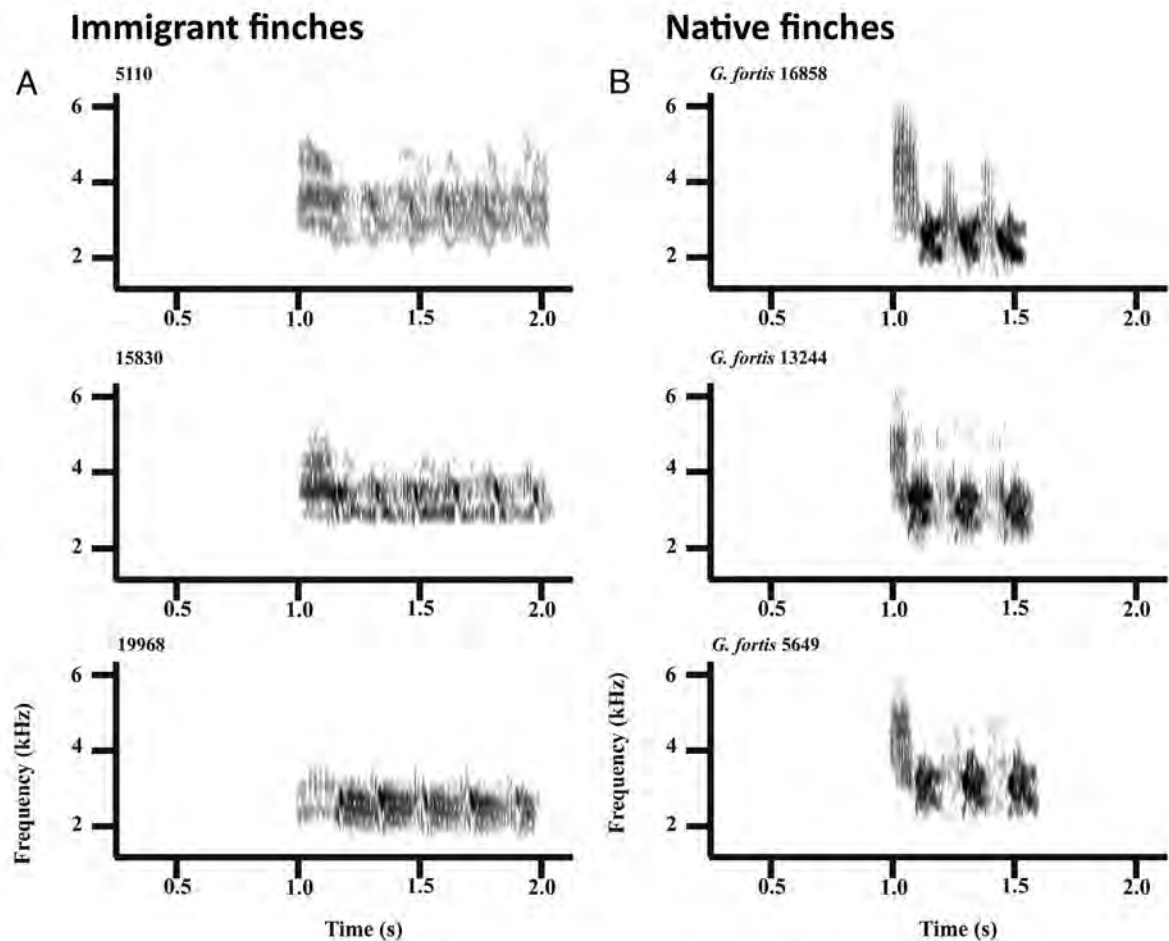 Immigrant finches
Native finches
A
5110
6
4
2
0.5 1.0 1.5 2.0
15830
6
4
2
0.5 1.0 1.5 2.0
19968
6
4
2
Frequency (kHz)
0.5 1.0 1.5 2.0
Time (s)
B
G. fortis 16858
6
4
2
0.5 1.0 1.5 2.0
G. fortis 13244
6
4
2
0.5 1.0 1.5 2.0
G. fortis 5649
6
4
2
Frequency (kHz)
0.5 1.0 1.5 2.0
Time (s)